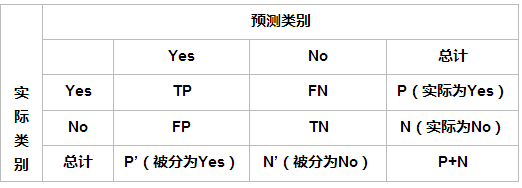 预测类别
Yes No 总计
实际类别
Yes TP FN P（实际为Yes）
No FP TN N（实际为No）
总计 P’（被分为Yes） N’（被分为No） P+N